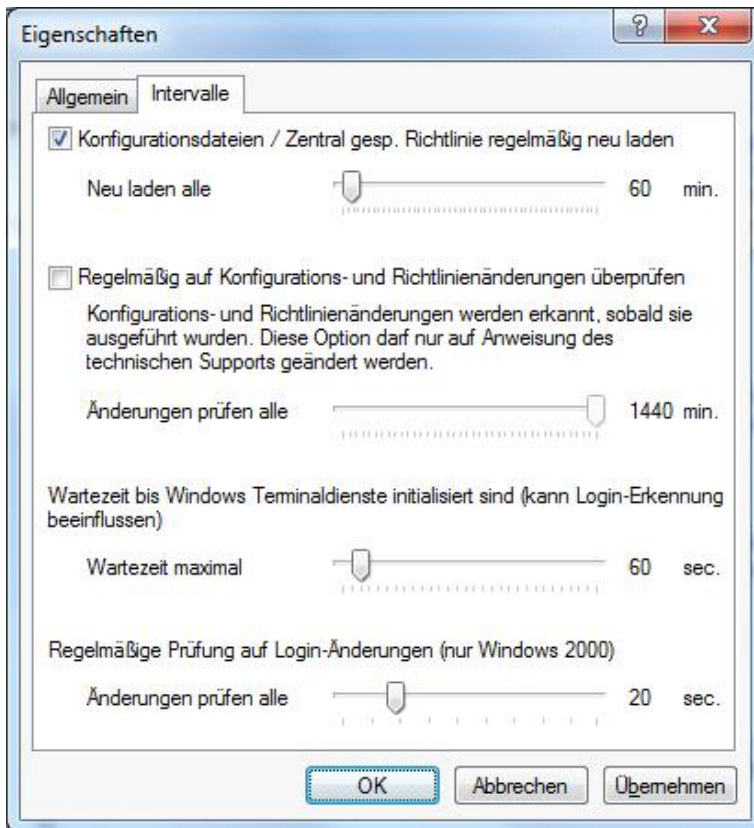 Eigenschaften
Allgemein
Intervalle
Konfigurationsdateien / Zentral gesp. Richtlinie regelmäßig neu laden
Neu laden alle 60 min.
Regelmäßig auf Konfigurations- und Richtlinienänderungen überprüfen
Konfigurations- und Richtlinienänderungen werden erkannt, sobald sie
ausgeführt wurden. Diese Option darf nur auf Anweisung des
technischen Supports geändert werden.
Änderungen prüfen alle 1440 min.
Wartezeit bis Windows Terminaldienste initialisiert sind (kann Login-Erkennung
beeinflussen)
Wartezeit maximal 60 sec.
Regelmäßige Prüfung auf Login-Änderungen (nur Windows 2000)
Änderungen prüfen alle 20 sec.
OK Abbrechen Übernehmen